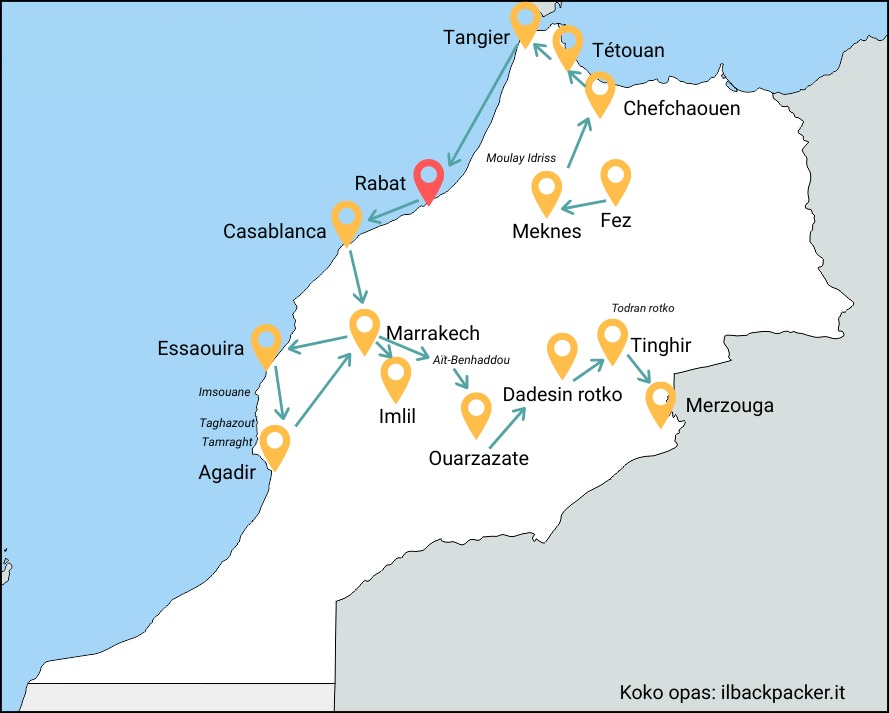 Tangier
Tétouan
Chefchaouen
Moulay Idriss
Rabat
Meknes
Fez
Casablanca
Todran rotko
Marrakech
Tinghir
Essaouira
Aït-Benhaddou
Imsouane
Dadesin rotko
Merzouga
Imlil
Taghazout
Tamraght
Ouarzazate
Agadir
Koko opas: ilbackpacker.it